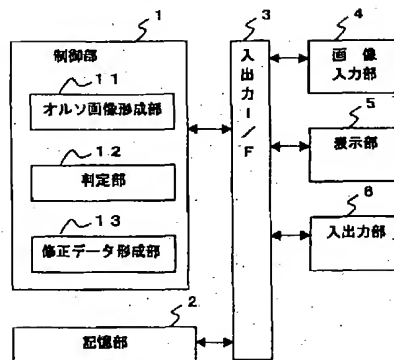 1
制御部
11
オルソ画像形成部
12
判定部
13
修正データ形成部
2
記憶部
3
入出力I/F
4
画像
入力部
5
表示部
6
入出力部